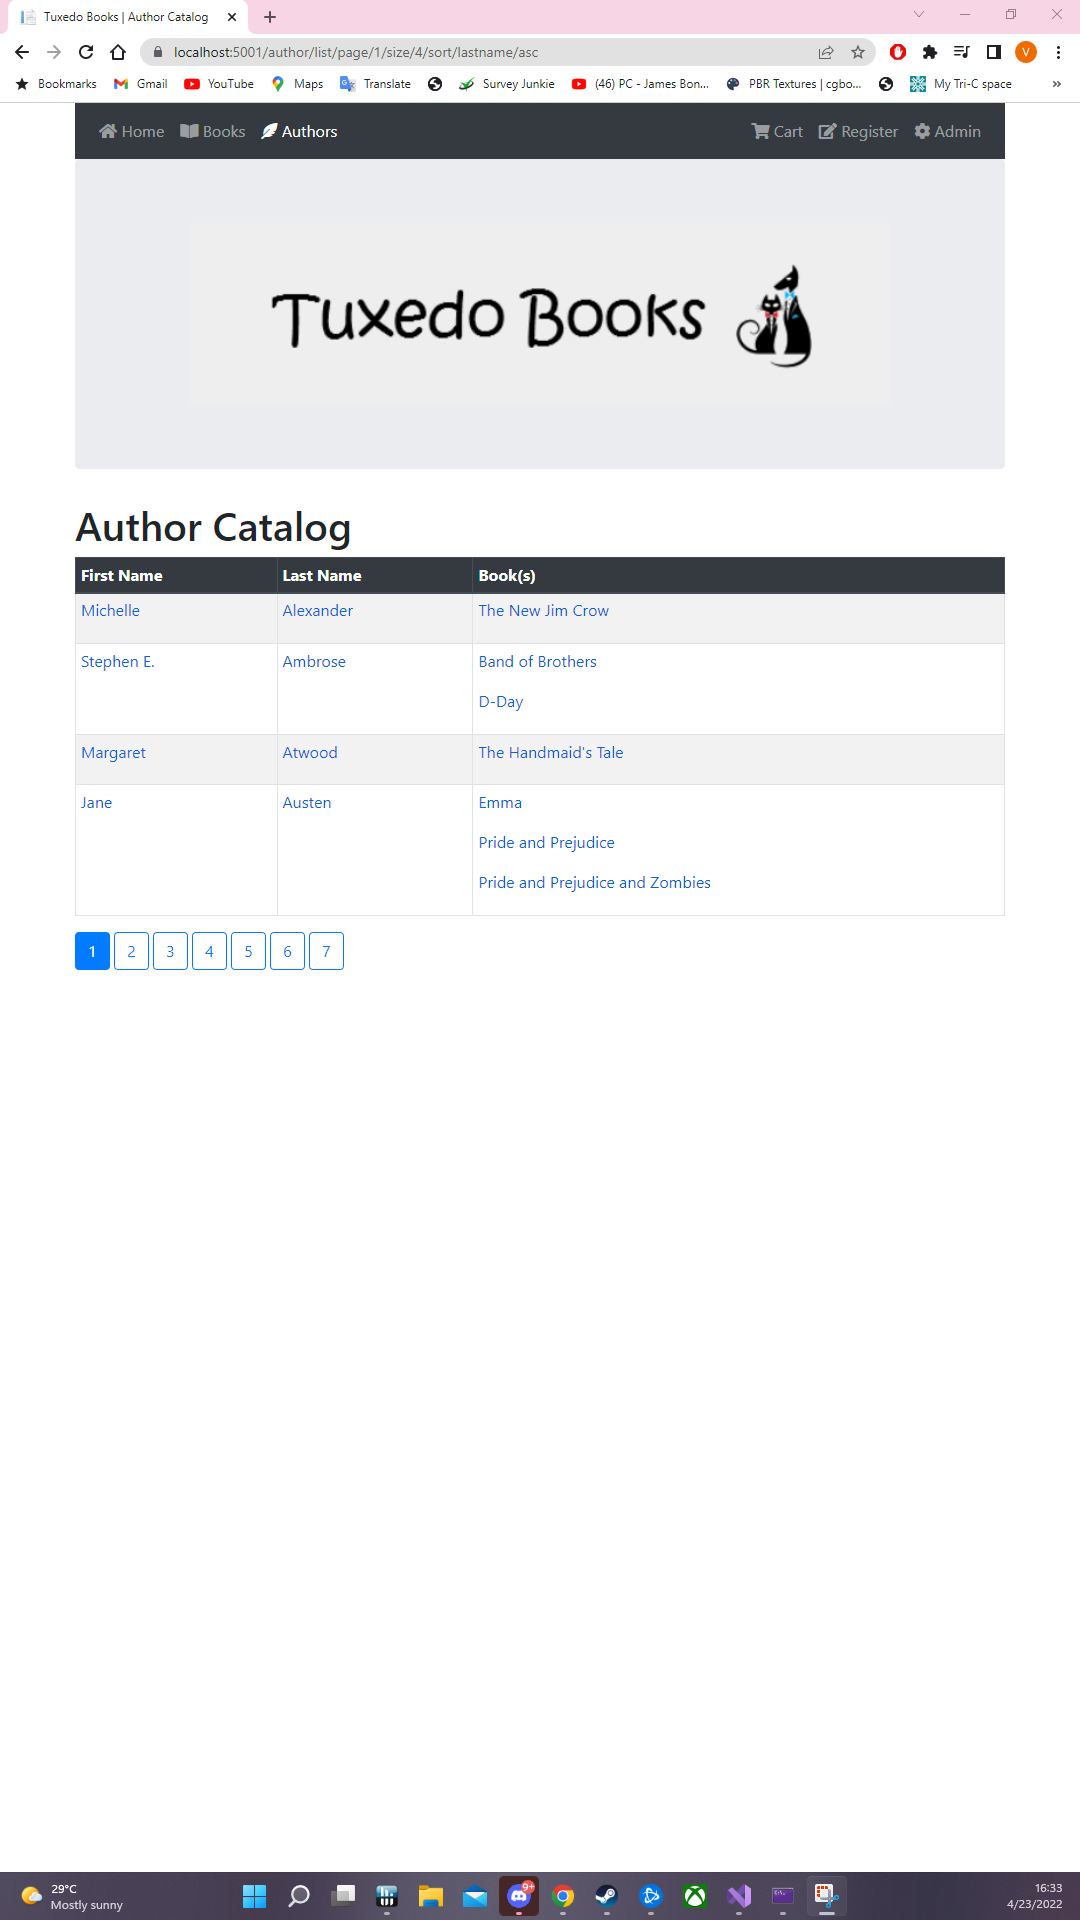 Tuxedo Books | Author Catalog
localhost:5001/author/list/page/1/size/4/sort/lastname/asc
V
Bookmarks Gmail YouTube Maps Translate Survey Junkie (46) PC - James Bon... PBR Textures | cgbo... My Tri-C space »
Home Books Authors Cart Register Admin
Tuxedo Books
Author Catalog
First Name Last Name Book(s)
Michelle Alexander The New Jim Crow
Stephen E. Ambrose Band of Brothers
D-Day
Margaret Atwood The Handmaid's Tale
Jane Austen Emma
Pride and Prejudice
Pride and Prejudice and Zombies
1 2 3 4 5 6 7
29°C
Mostly sunny
9+
16:33
4/23/2022